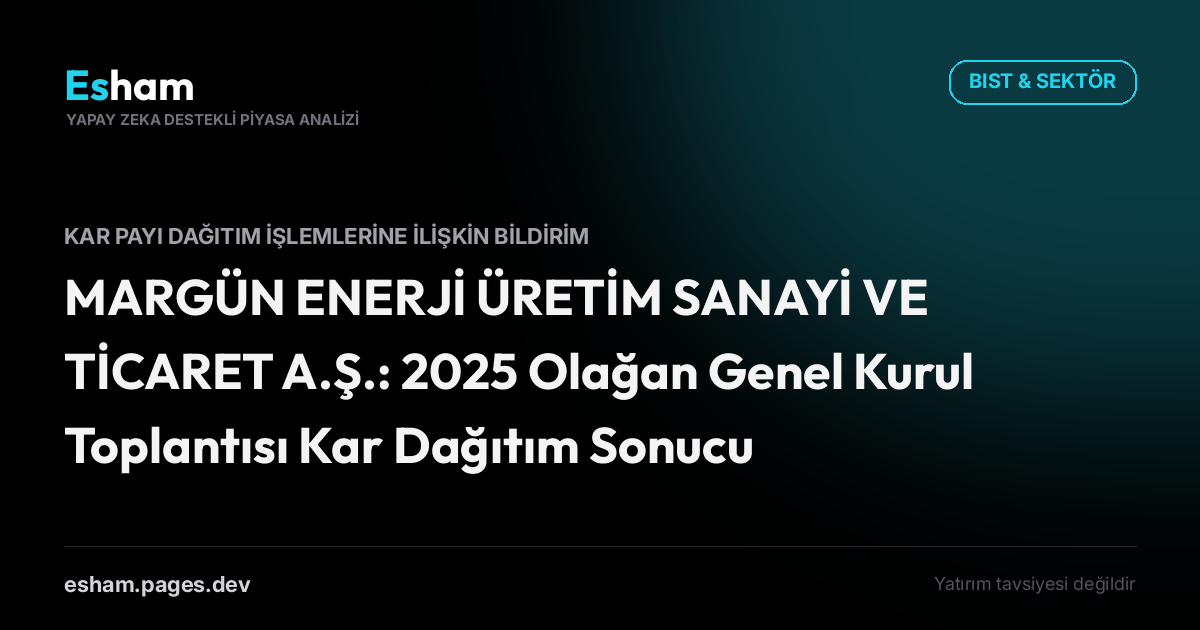 Esham
YAPAY ZEKA DESTEKLİ PİYASA ANALİZİ
BIST & SEKTÖR
KAR PAYI DAĞITIM İŞLEMLERİNE İLİŞKİN BİLDİRİM
MARGÜN ENERJİ ÜRETİM SANAYİ VE
TİCARET A.Ş.: 2025 Olağan Genel Kurul
Toplantısı Kar Dağıtım Sonucu
esham.pages.dev
Yatırım tavsiyesi değildir